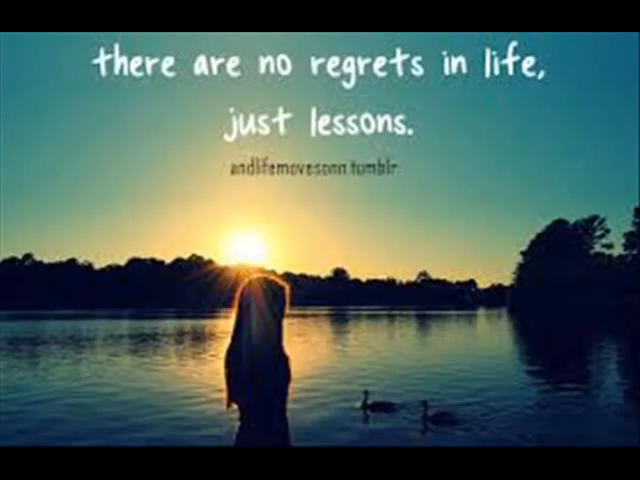 there are no regrets in life,
just lessons.
andlifemovesonn.tumblr